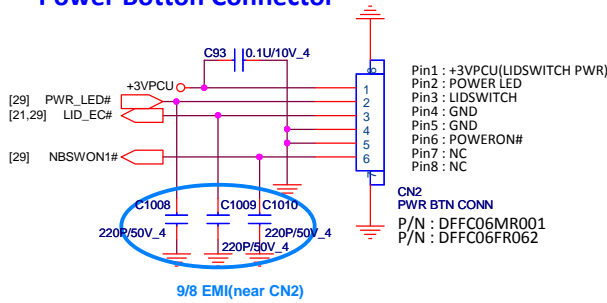 Power Botton Connector
C93
0.1U/10V_4
+3VPCU
[29] PWR_LED#
[21,29] LID_EC#
[29] NBSWON1#
8
1
2
3
4
5
6
7
Pin1 : +3VPCU(LIDSWITCH PWR)
Pin2 : POWER LED
Pin3 : LIDSWITCH
Pin4 : GND
Pin5 : GND
Pin6 : POWERON#
Pin7 : NC
Pin8 : NC
CN2
PWR BTN CONN
P/N : DFFC06MR001
P/N : DFFC06FR062
C1008
C1009
C1010
220P/50V_4
220P/50V_4
220P/50V_4
9/8 EMI(near CN2)